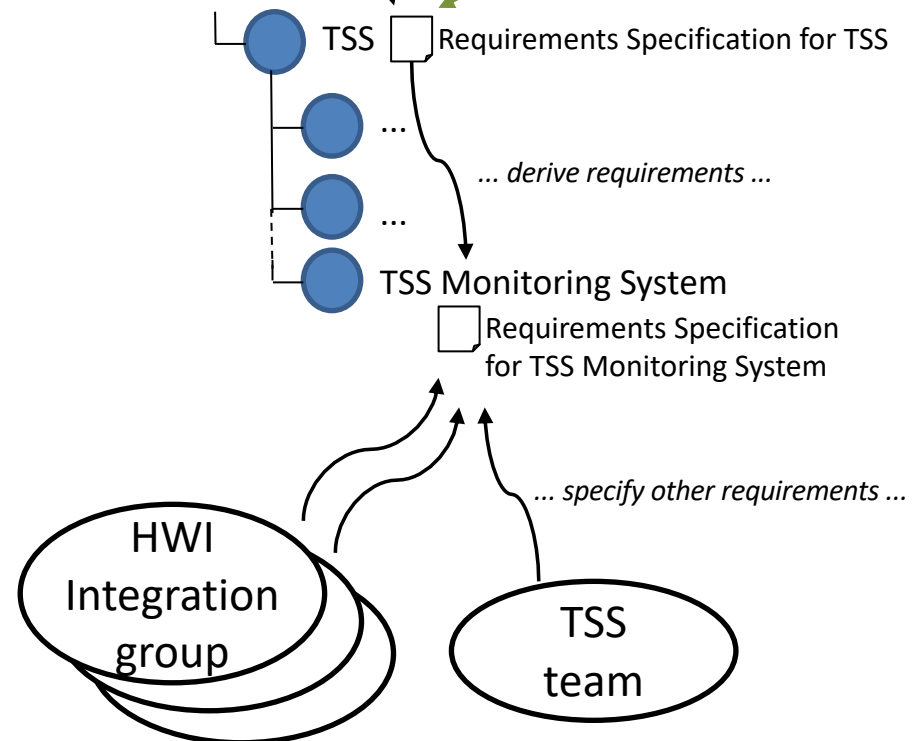 TSS Requirements Specification for TSS
...
... derive requirements ...
...
TSS Monitoring System
Requirements Specification
for TSS Monitoring System
... specify other requirements ...
HWI
Integration
group
TSS
team